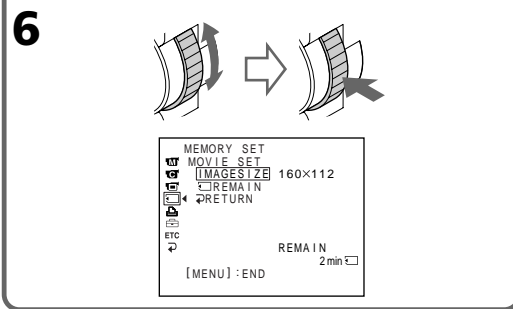 6
MEMORY SET
MOVIE SET
IMAGESIZE 160×112
REMAIN
RETURN
ETC
REMAIN
2 min
[MENU] : END